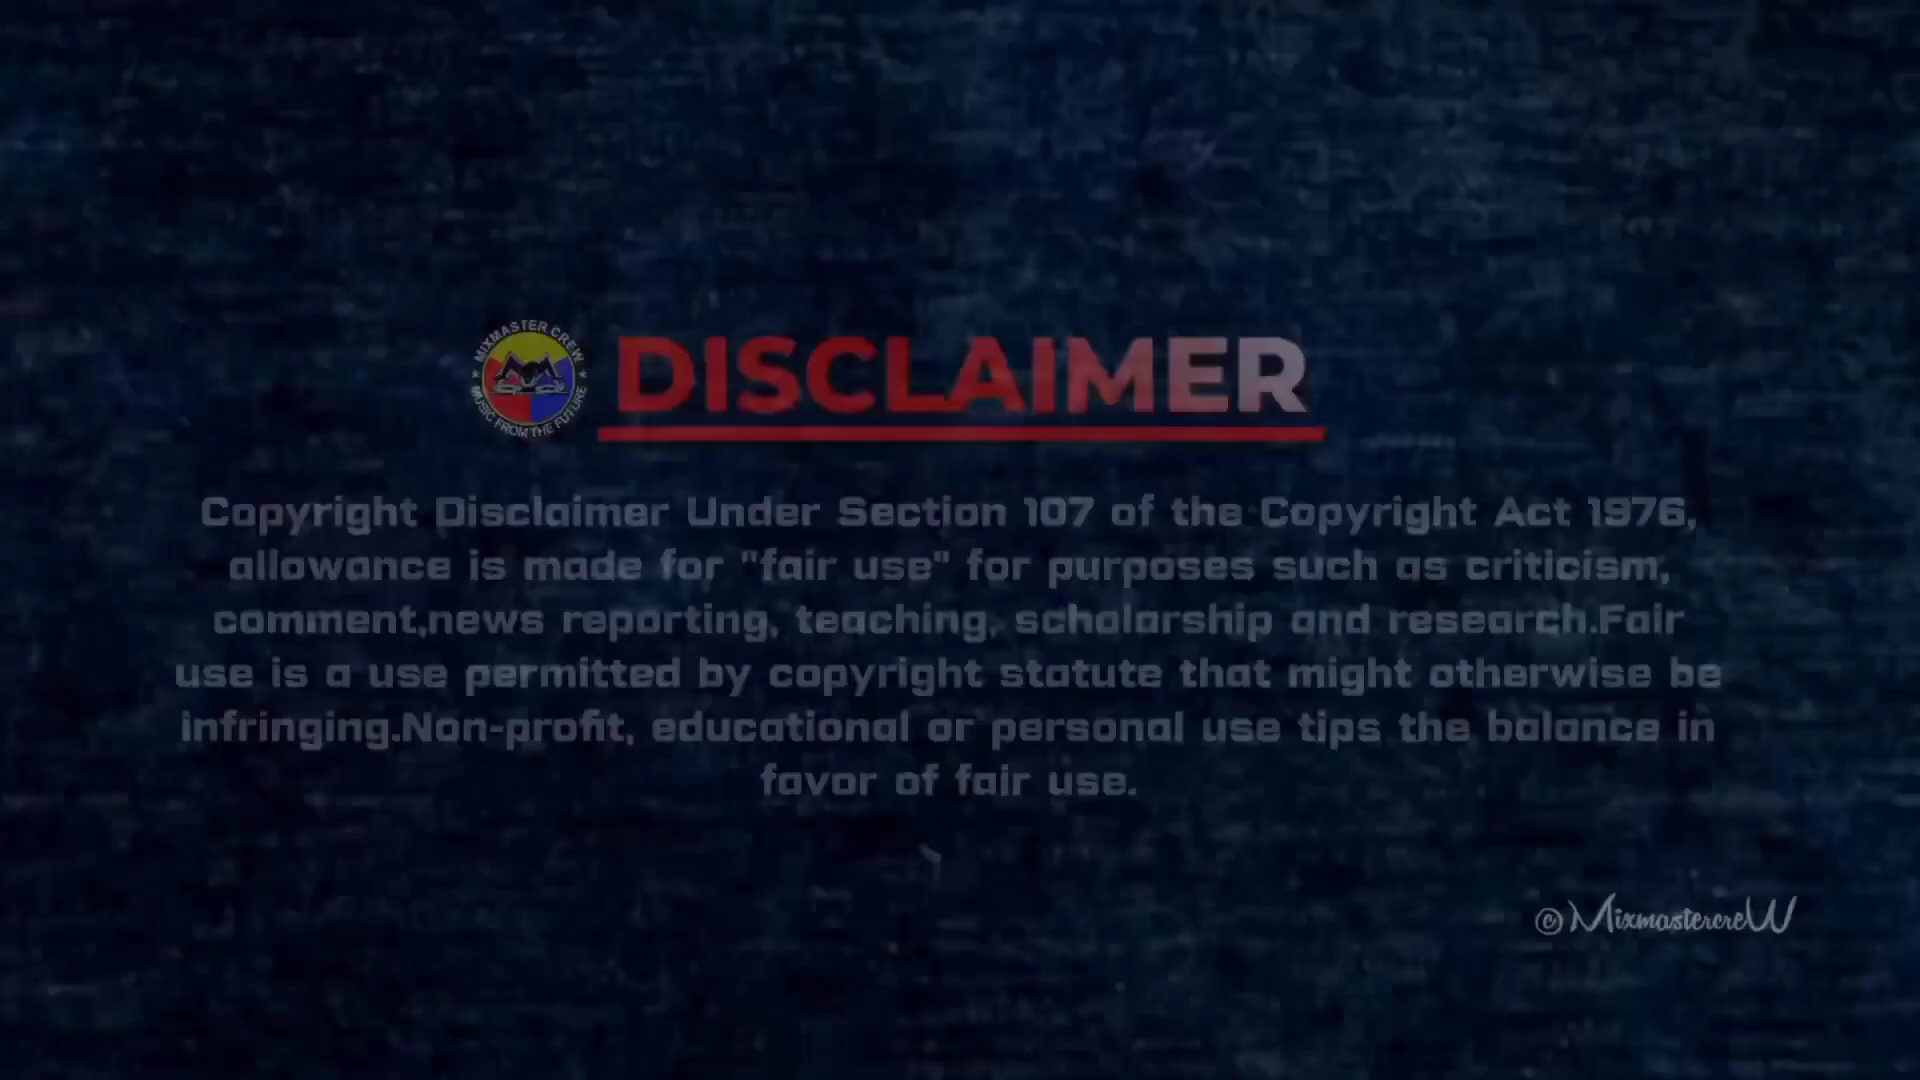 MIXMASTER CREW
MUSIC FROM THE FUTURE
DISCLAIMER
Copyright Disclaimer Under Section 107 of the Copyright Act 1976,
allowance is made for "fair use" for purposes such as criticism,
comment,news reporting, teaching, scholarship and research.Fair
use is a use permitted by copyright statute that might otherwise be
infringing.Non-profit, educational or personal use tips the balance in
favor of fair use.
© MixmastercreW